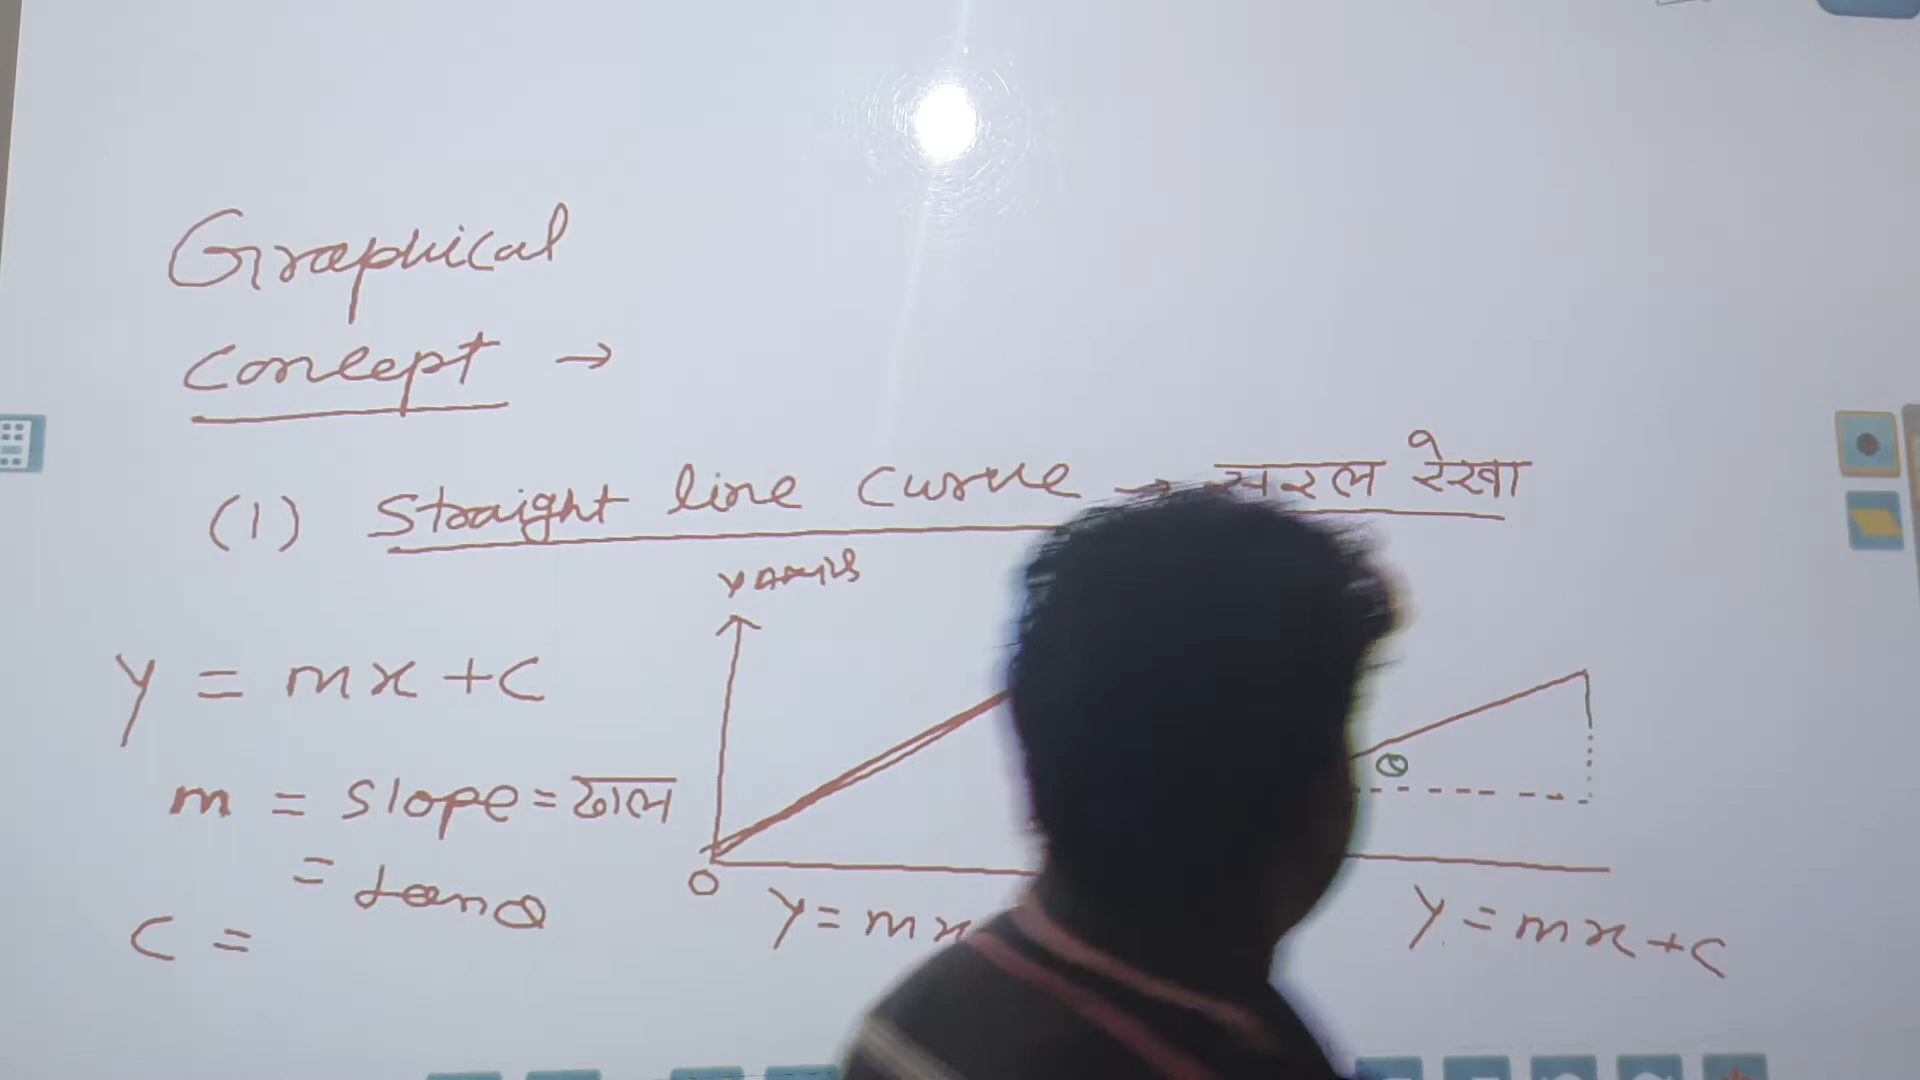 Graphical
Concept →
(1) Straight line curve → सरल रेखा
Y axis
y = mx + c
m = slope = ढाल
= tanθ
θ
O
y = mx
y = mx + c
c =